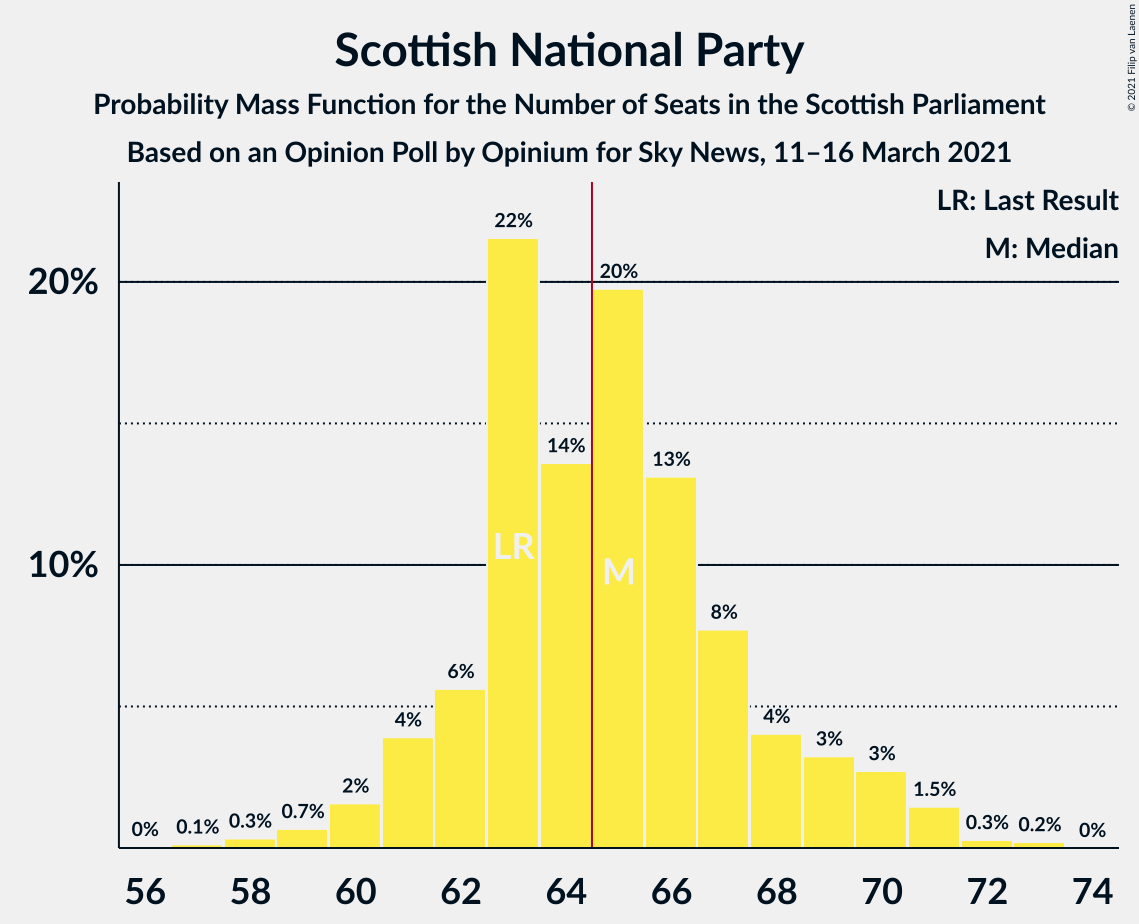 Scottish National Party
Probability Mass Function for the Number of Seats in the Scottish Parliament
Based on an Opinion Poll by Opinium for Sky News, 11–16 March 2021
© 2021 Filip van Laenen
LR: Last Result
M: Median
20%
10%
0%
0.1%
0.3%
0.7%
2%
4%
6%
22%
14%
20%
13%
8%
4%
3%
3%
1.5%
0.3%
0.2%
0%
LR
M
56 58 60 62 64 66 68 70 72 74